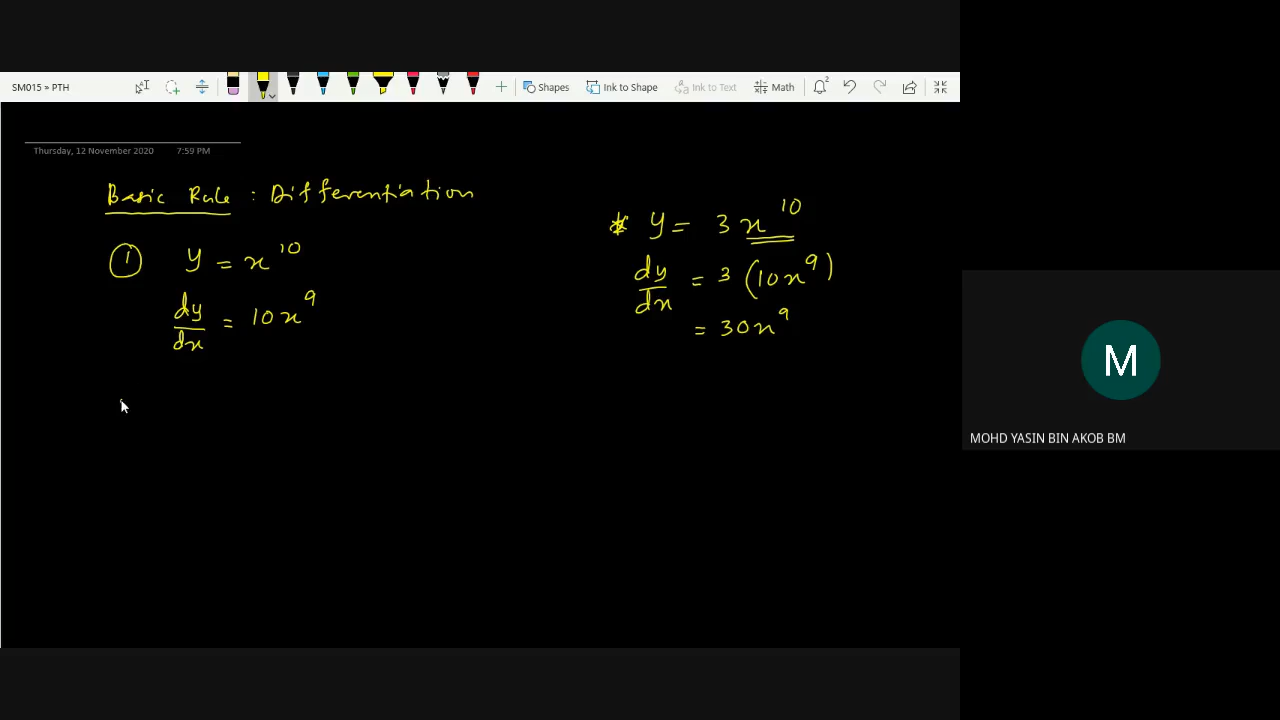 SM015 » PTH
Shapes
Ink to Shape
Ink to Text
Math
2
Thursday, 12 November 2020 7:59 PM
Basic Rule : Differentiation
① y = x^10
dy/dx = 10x^9
* y = 3x^10
dy/dx = 3(10x^9)
= 30x^9
M
MOHD YASIN BIN AKOB BM